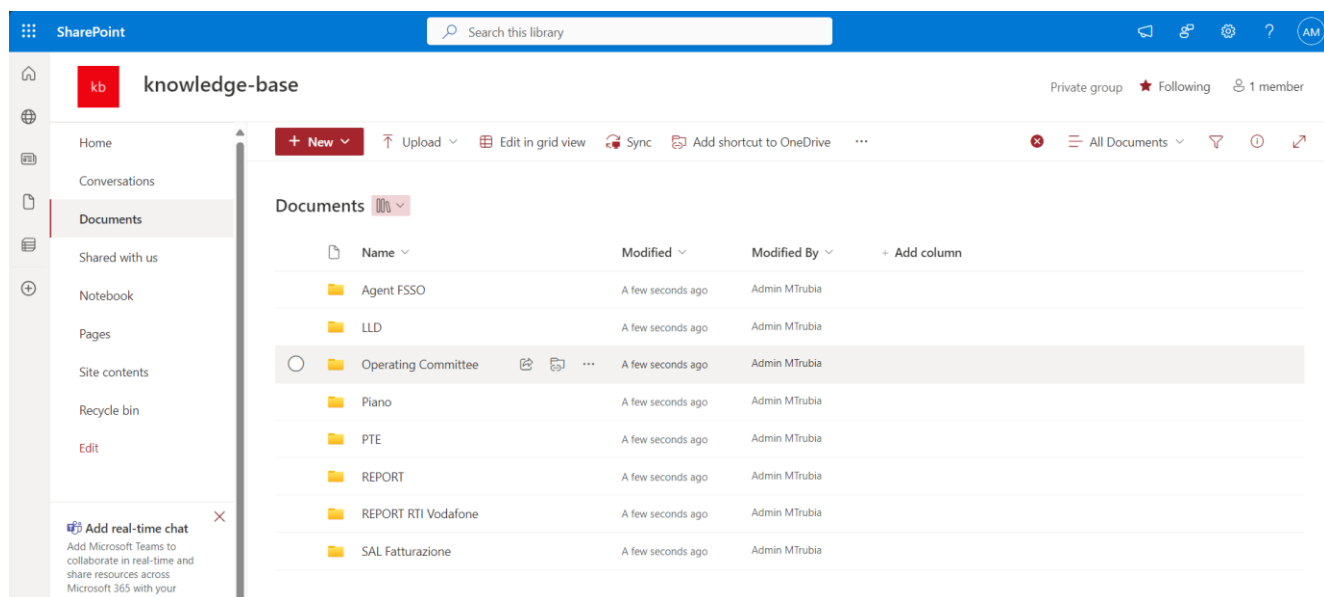 SharePoint
Search this library
AM
kb
knowledge-base
Private group
Following
1 member
Home
Conversations
Documents
Shared with us
Notebook
Pages
Site contents
Recycle bin
Edit
Add real-time chat
Add Microsoft Teams to
collaborate in real-time and
share resources across
Microsoft 365 with your
+ New
Upload
Edit in grid view
Sync
Add shortcut to OneDrive
...
All Documents
Documents
Name Modified Modified By + Add column
Agent FSSO A few seconds ago Admin MTrubia
LLD A few seconds ago Admin MTrubia
Operating Committee ... A few seconds ago Admin MTrubia
Piano A few seconds ago Admin MTrubia
PTE A few seconds ago Admin MTrubia
REPORT A few seconds ago Admin MTrubia
REPORT RTI Vodafone A few seconds ago Admin MTrubia
SAL Fatturazione A few seconds ago Admin MTrubia